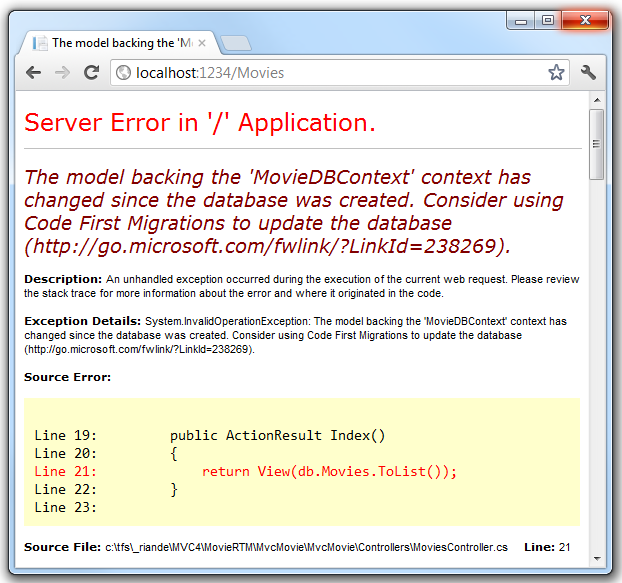 The model backing the 'M
localhost:1234/Movies
Server Error in '/' Application.
The model backing the 'MovieDBContext' context has
changed since the database was created. Consider using
Code First Migrations to update the database
(http://go.microsoft.com/fwlink/?LinkId=238269).
Description: An unhandled exception occurred during the execution of the current web request. Please review
the stack trace for more information about the error and where it originated in the code.
Exception Details: System.InvalidOperationException: The model backing the 'MovieDBContext' context has
changed since the database was created. Consider using Code First Migrations to update the database
(http://go.microsoft.com/fwlink/?LinkId=238269).
Source Error:
Line 19:         public ActionResult Index()
Line 20:         {
Line 21:             return View(db.Movies.ToList());
Line 22:         }
Line 23:
Source File: c:\tfs\_riande\MVC4\MovieRTM\MvcMovie\MvcMovie\Controllers\MoviesController.cs    Line: 21